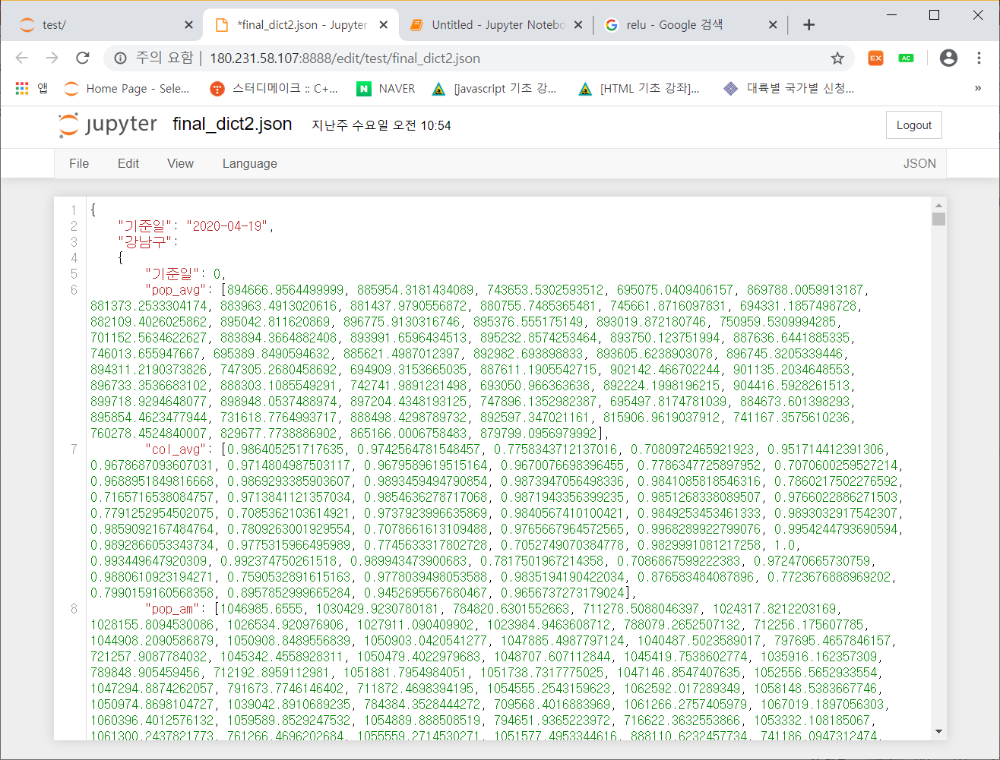 test/
*final_dict2.json - Jupyter
Untitled - Jupyter Notebo
relu - Google 검색
주의 요함 | 180.231.58.107:8888/edit/test/final_dict2.json
EX
AC
앱
Home Page - Sele...
스터디메이크 :: C+...
N NAVER
[javascript 기초 강...
[HTML 기초 강좌]...
대륙별 국가별 신청...
»
jupyter final_dict2.json 지난주 수요일 오전 10:54
Logout
File Edit View Language JSON
1 {
2 "기준일": "2020-04-19",
3 "강남구":
4 {
5 "기준일": 0,
6 "pop_avg": [894666.9564499999, 885954.3181434089, 743653.5302593512, 695075.0409406157, 869788.0059913187,
881373.2533304174, 883963.4913020616, 881437.9790556872, 880755.7485365481, 745661.8716097831, 694331.1857498728,
882109.4026025862, 895042.811620869, 896775.9130316746, 895376.555175149, 893019.872180746, 750959.5309994285,
701152.5634622627, 883894.3664882408, 893991.6596434513, 895232.8574253464, 893750.123751994, 887636.6441885335,
746013.655947667, 695389.8490594632, 885621.4987012397, 892982.693898833, 893605.6238903078, 896745.3205339446,
894311.2190373826, 747305.2680458692, 694909.3153665035, 887611.1905542715, 902142.466702244, 901135.2034648553,
896733.3536683102, 888303.1085549291, 742741.9891231498, 693050.966363638, 892224.1998196215, 904416.5928261513,
899718.9294648077, 898948.0537488974, 897204.4348193125, 747896.1352982387, 695497.8174781039, 884673.601398293,
895854.4623477944, 731618.7764993717, 888498.4298789732, 892597.347021161, 815906.9619037912, 741167.3575610236,
760278.4524840007, 829677.7738886902, 865166.0006758483, 879799.0956979992],
7 "col_avg": [0.986405251717635, 0.9742564781548457, 0.7758343712137016, 0.7080972465921923, 0.951714412391306,
0.9678687093607031, 0.9714804987503117, 0.9679589619515164, 0.9670076698396455, 0.7786347725897952, 0.7070600259527214,
0.9688951849816668, 0.9869293385903607, 0.9893459494790854, 0.9873947056498336, 0.9841085818546316, 0.7860217502276592,
0.7165716538084757, 0.9713841121357034, 0.9854636278717068, 0.9871943356399235, 0.9851268338089507, 0.9766022886271503,
0.7791252954502075, 0.7085362103614921, 0.9737923996635869, 0.9840567410100421, 0.9849253453461333, 0.9893032917542307,
0.9859092167484764, 0.7809263001929554, 0.7078661613109488, 0.9765667964572565, 0.9968289922799076, 0.9954244793690594,
0.9892866053343734, 0.9775315966495989, 0.7745633317802728, 0.7052749070384778, 0.9829991081217258, 1.0,
0.993449647920309, 0.992374750261518, 0.989943473900683, 0.7817501967214358, 0.7086867599222383, 0.972470665730759,
0.9880610923194271, 0.7590532891615163, 0.9778039498053588, 0.9835194190422034, 0.876583484087896, 0.7723676888969202,
0.7990159160568358, 0.8957852999665284, 0.9452695567680467, 0.9656737273179024],
8 "pop_am": [1046985.6555, 1030429.9230780181, 784820.6301552663, 711278.5088046397, 1024317.8212203169,
1028155.8094530086, 1026534.920976906, 1027911.090409902, 1023984.9463608712, 788079.2652507132, 712256.175607785,
1044908.2090586879, 1050908.8489556839, 1050903.0420541277, 1047885.4987797124, 1040487.5023589017, 797695.4657846157,
721257.9087784032, 1045342.4558928311, 1050479.4022979683, 1048707.607112844, 1045419.7538602774, 1035916.162357309,
789848.905459456, 712192.8959112981, 1051881.7954984051, 1051738.7317775025, 1047146.8547407635, 1052556.5652933554,
1047294.8874262057, 791673.7746146402, 711872.4698394195, 1054555.2543159623, 1062592.017289349, 1058148.5383667746,
1050974.8698104727, 1039042.8910689235, 784384.3528444272, 709568.4016883969, 1061266.2757405979, 1067019.1897056303,
1060396.4012576132, 1059589.8529247532, 1054889.888508519, 794651.9365223972, 716622.3632553866, 1053332.108185067,
1061300.2437821773, 761266.4696202684, 1055559.2714530271, 1051577.4953344616, 888110.6232457734, 741186.0947312474,